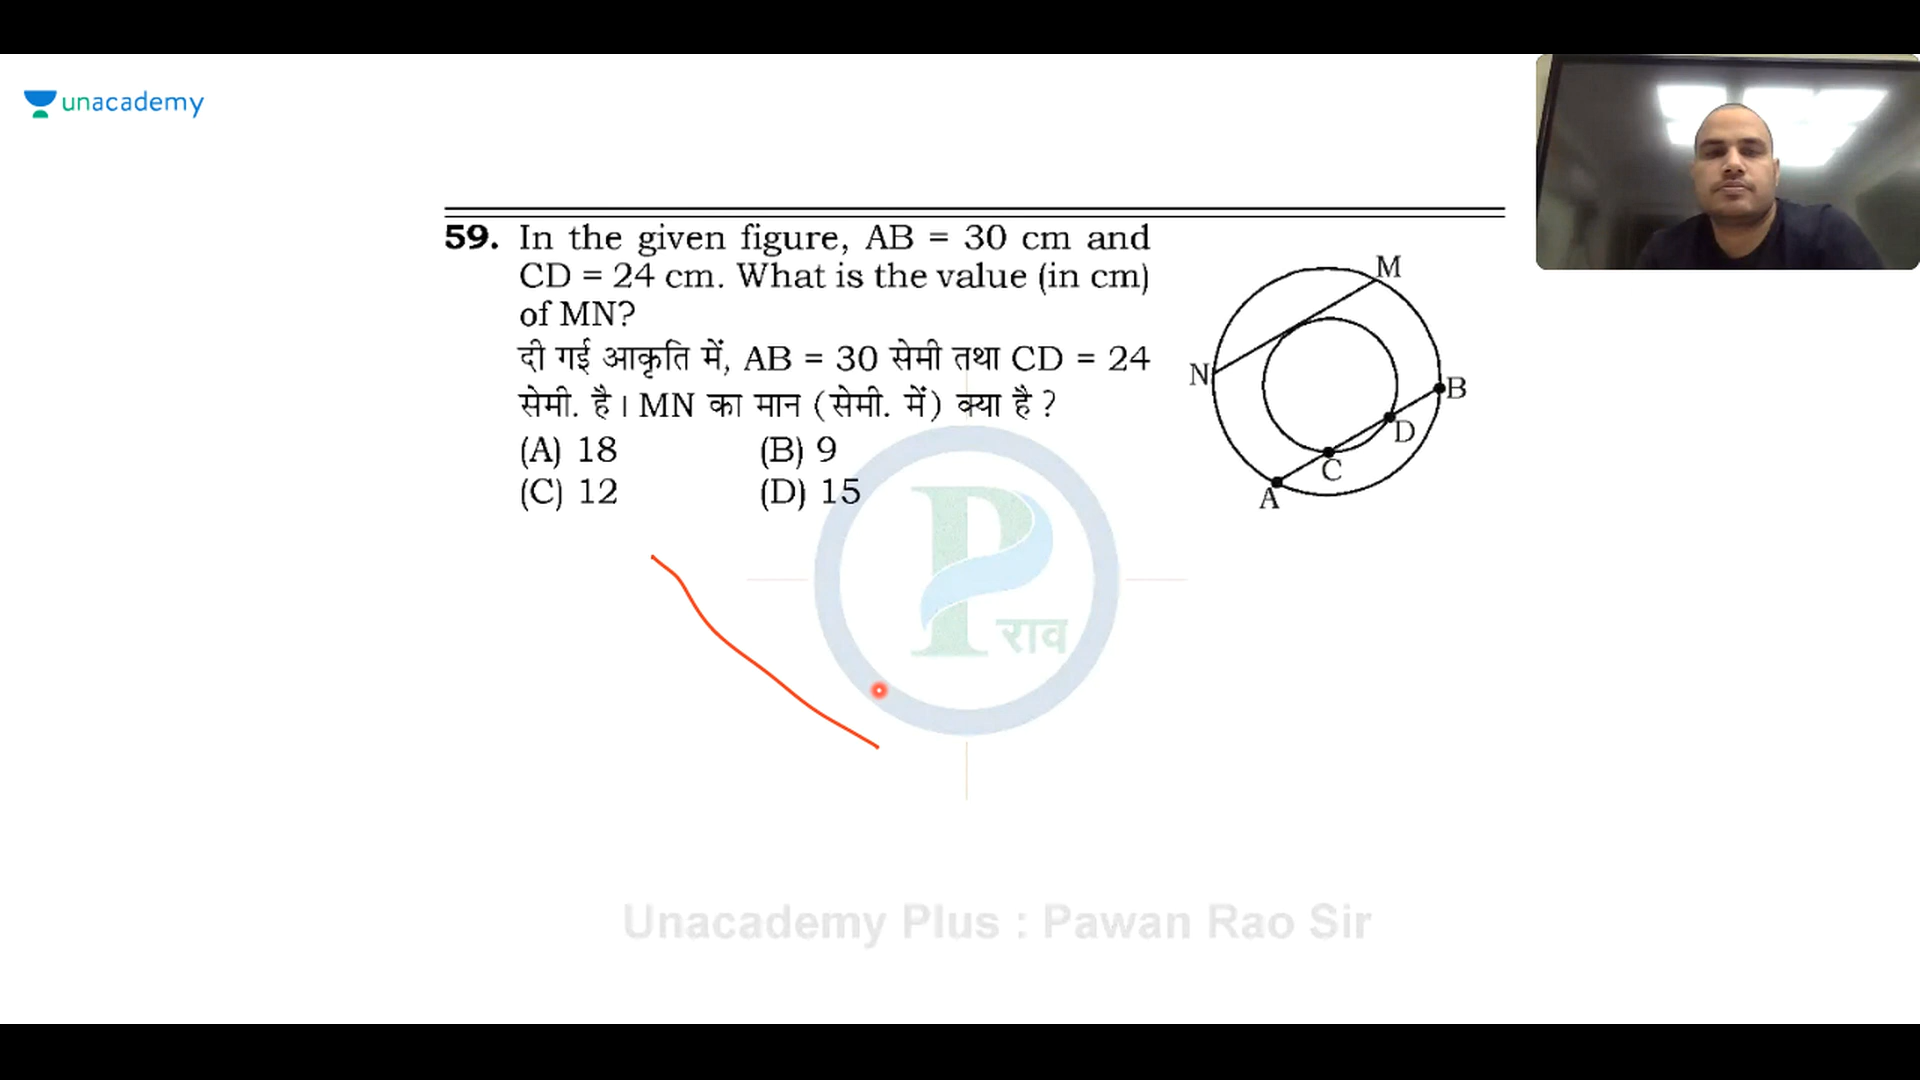 unacademy
59. In the given figure, AB = 30 cm and
CD = 24 cm. What is the value (in cm)
of MN?
दी गई आकृति में, AB = 30 सेमी तथा CD = 24
सेमी. है। MN का मान (सेमी. में) क्या है ?
(A) 18 (B) 9
(C) 12 (D) 15
M
N
B
D
C
A
P
राव
Unacademy Plus : Pawan Rao Sir